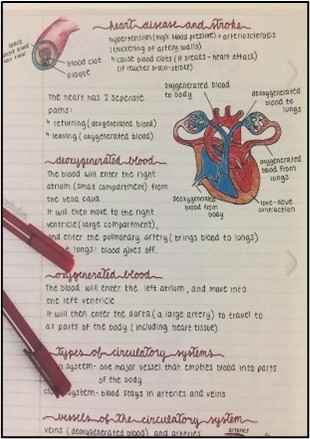 heart disease and stroke
hypertension (high blood pressure) + arteriosclerosis
(thickening of artery walls)
↳ cause blood clots (if breaks - heart attack)
(if reaches brain - stroke)
space where blood can flow
blood clot
plaque
The heart has 2 seperate
paths:
↳ returning (deoxygenated blood)
↳ leaving (oxygenated blood)
oxygenated blood
to body
deoxygenated
blood to
lungs
oxygenated
blood from
lungs
deoxygenated
blood from
body
contraction
deoxygenated blood
The blood will enter the right
atrium (small compartment) from
the vena cava
It will then move to the right
ventricle (large compartment),
and enter the pulmonary artery (brings blood to lungs)
lungs: blood gives off.
oxygenated blood
The blood will enter the left atrium, and move into
the left ventricle
It will then enter the aorta (a large artery) to travel to
all parts of the body (including heart tissue)
types of circulatory systems
system- one major vessel that empties blood into parts
of the body
system- blood stays in arteries and veins
vessels of the circulatory system
veins (deoxygenated blood) and arteries
arteries